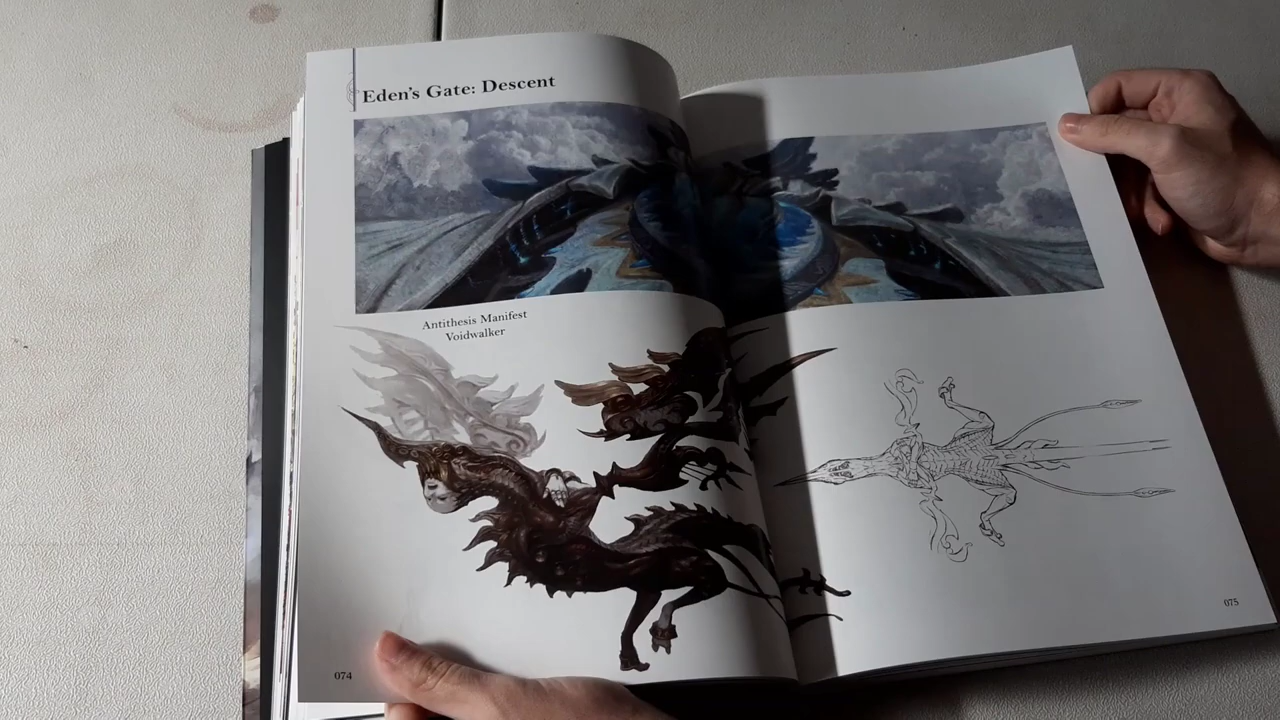 Eden's Gate: Descent
Antithesis Manifest
Voidwalker
074
075